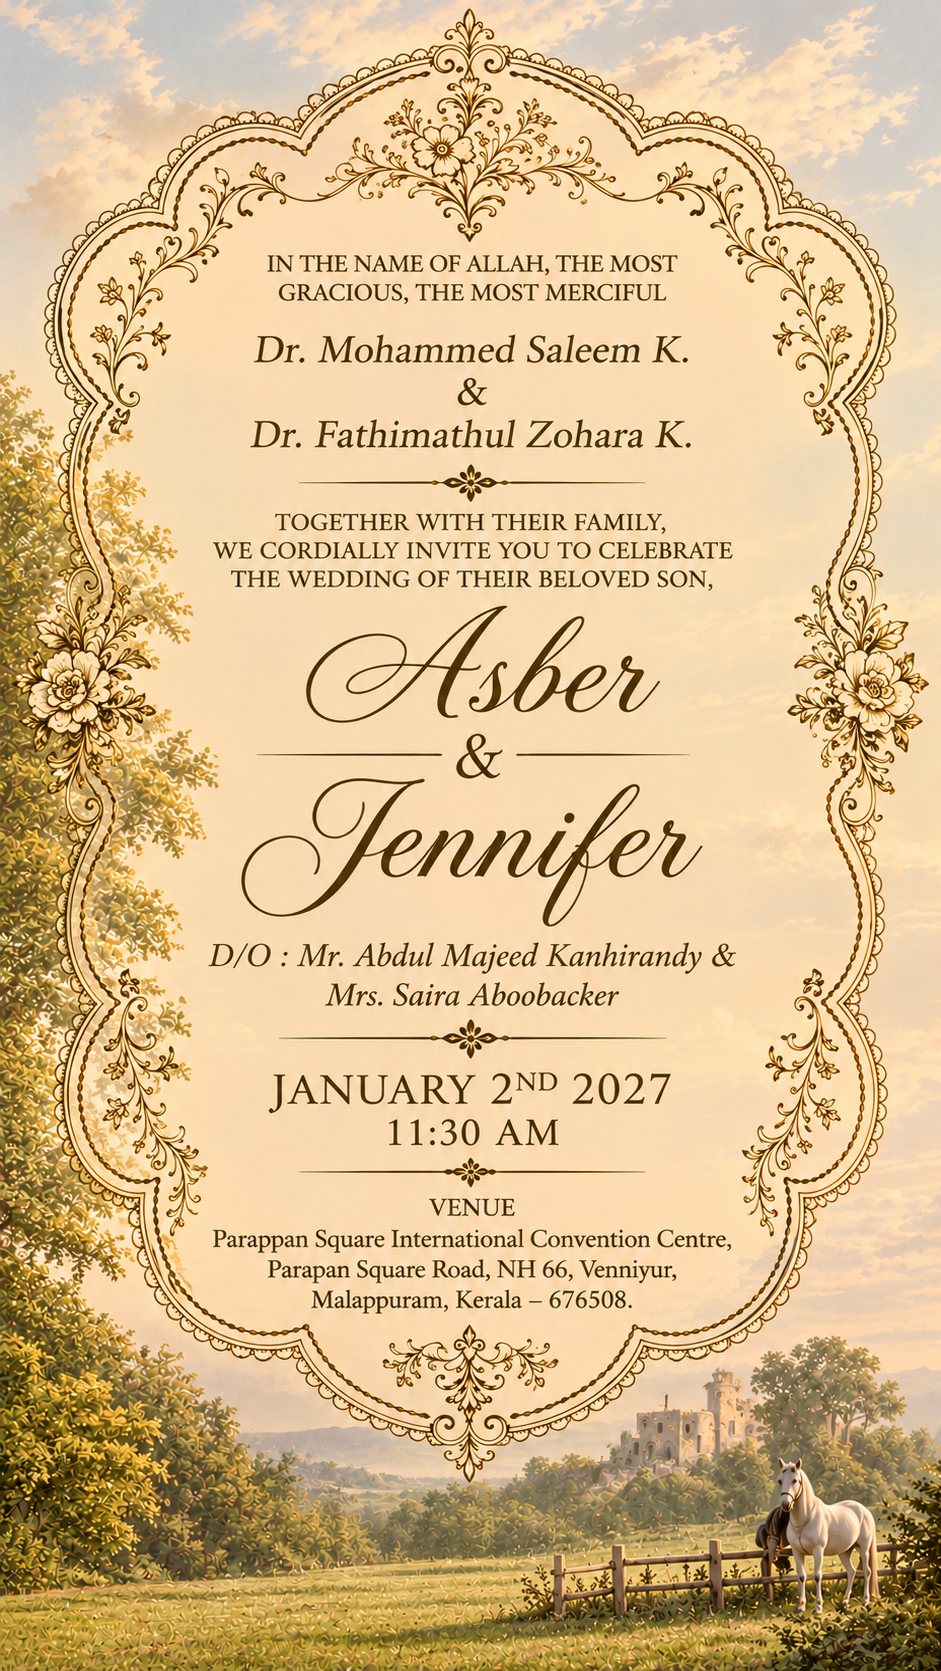 IN THE NAME OF ALLAH, THE MOST
GRACIOUS, THE MOST MERCIFUL
Dr. Mohammed Saleem K.
&
Dr. Fathimathul Zohara K.
TOGETHER WITH THEIR FAMILY,
WE CORDIALLY INVITE YOU TO CELEBRATE
THE WEDDING OF THEIR BELOVED SON,
Asber
&
Jennifer
D/O : Mr. Abdul Majeed Kanhirandy &
Mrs. Saira Aboobacker
JANUARY 2ND 2027
11:30 AM
VENUE
Parappan Square International Convention Centre,
Parapan Square Road, NH 66, Venniyur,
Malappuram, Kerala – 676508.